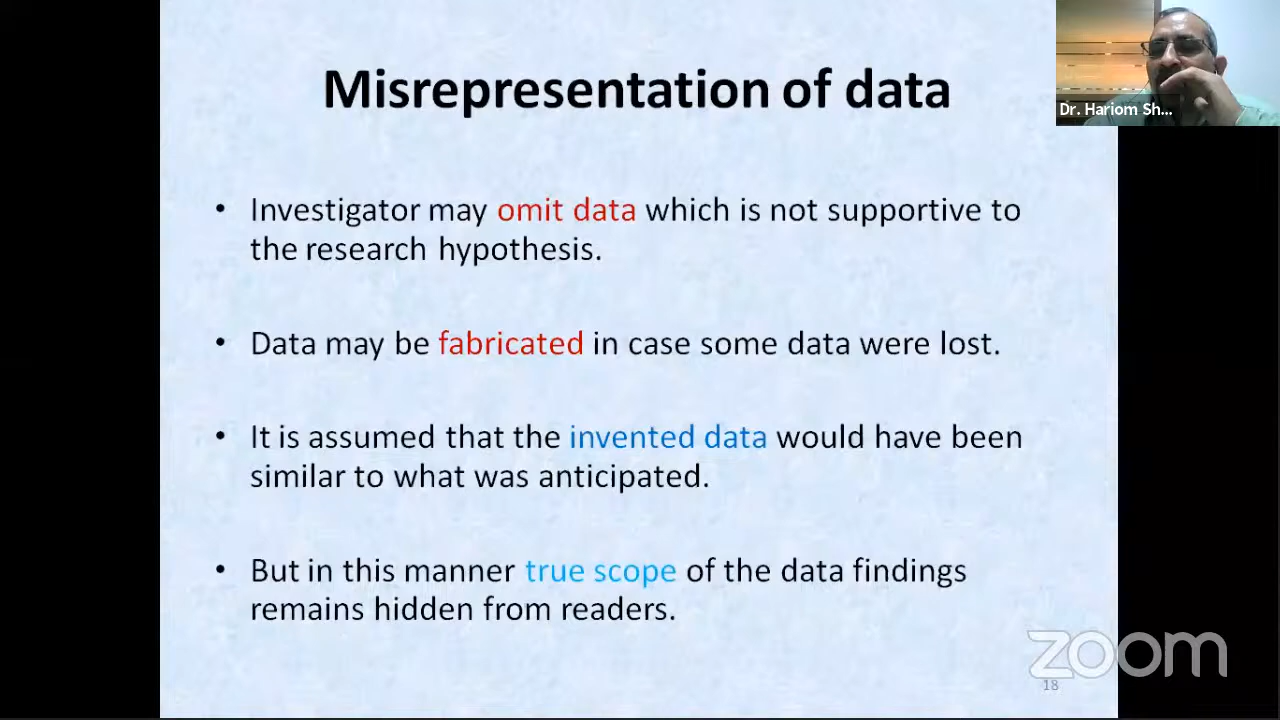 Misrepresentation of data
Dr. Hariom Sh...
• Investigator may omit data which is not supportive to
the research hypothesis.
• Data may be fabricated in case some data were lost.
• It is assumed that the invented data would have been
similar to what was anticipated.
• But in this manner true scope of the data findings
remains hidden from readers.
zoom
18